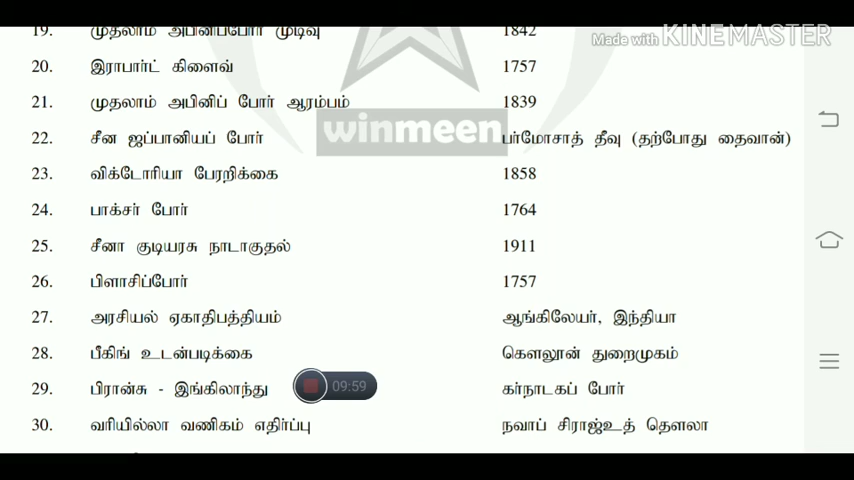 19. முதலாம் அபினிப்போர் முடிவு 1842
Made with KINEMASTER
20. இராபார்ட் கிளைவ் 1757
21. முதலாம் அபினிப் போர் ஆரம்பம் 1839
winmeen
22. சீன ஜப்பானியப் போர் பர்மோசாத் தீவு (தற்போது தைவான்)
23. விக்டோரியா பேரறிக்கை 1858
24. பாக்சர் போர் 1764
25. சீனா குடியரசு நாடாகுதல் 1911
26. பிளாசிப்போர் 1757
27. அரசியல் ஏகாதிபத்தியம் ஆங்கிலேயர், இந்தியா
28. பீகிங் உடன்படிக்கை கௌலூன் துறைமுகம்
29. பிரான்சு - இங்கிலாந்து 09:59 கர்நாடகப் போர்
30. வரியில்லா வணிகம் எதிர்ப்பு நவாப் சிராஜ்உத் தௌலா